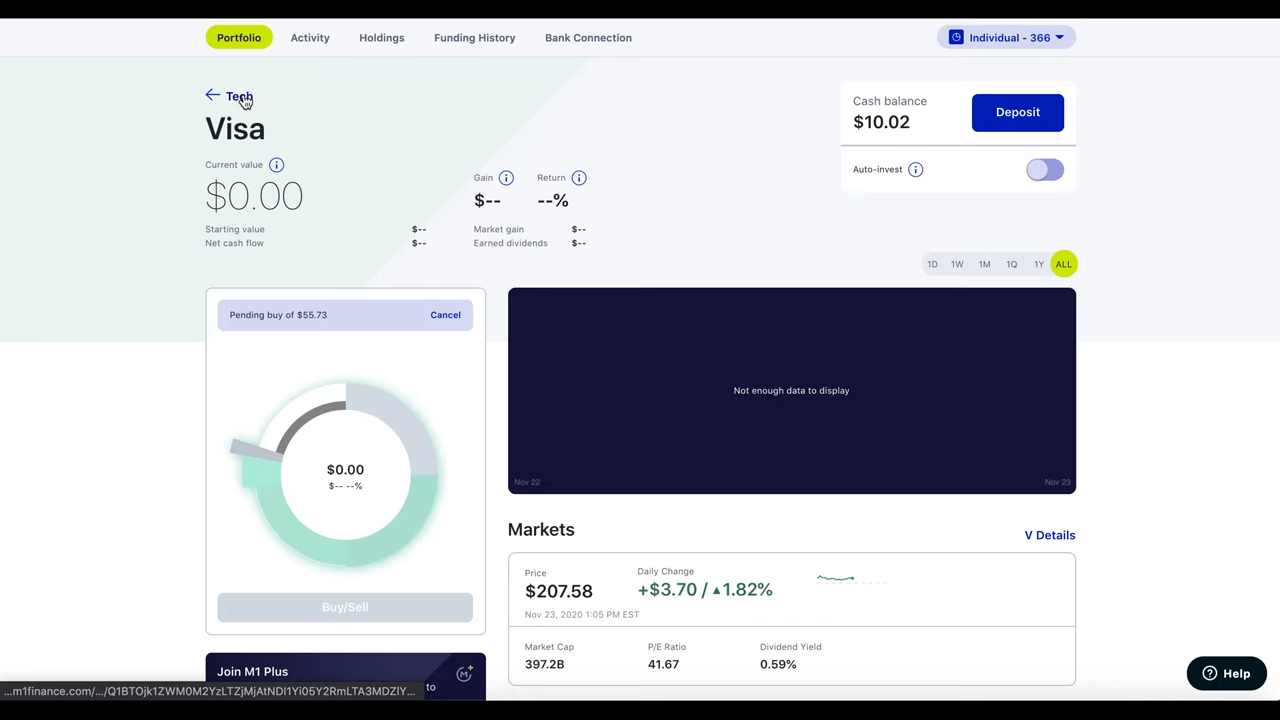 Portfolio Activity Holdings Funding History Bank Connection Individual - 366
Tech
Visa
Current value
$0.00
Starting value $--
Net cash flow $--
Gain Return
$-- --%
Market gain $--
Earned dividends $--
Cash balance
$10.02
Deposit
Auto-invest
1D 1W 1M 1Q 1Y ALL
Pending buy of $55.73 Cancel
$0.00
$-- --%
Buy/Sell
Not enough data to display
Nov 22 Nov 23
Markets V Details
Price
$207.58
Daily Change
+$3.70 / ▲1.82%
Nov 23, 2020 1:05 PM EST
Market Cap P/E Ratio Dividend Yield
397.2B 41.67 0.59%
Join M1 Plus
to
Help